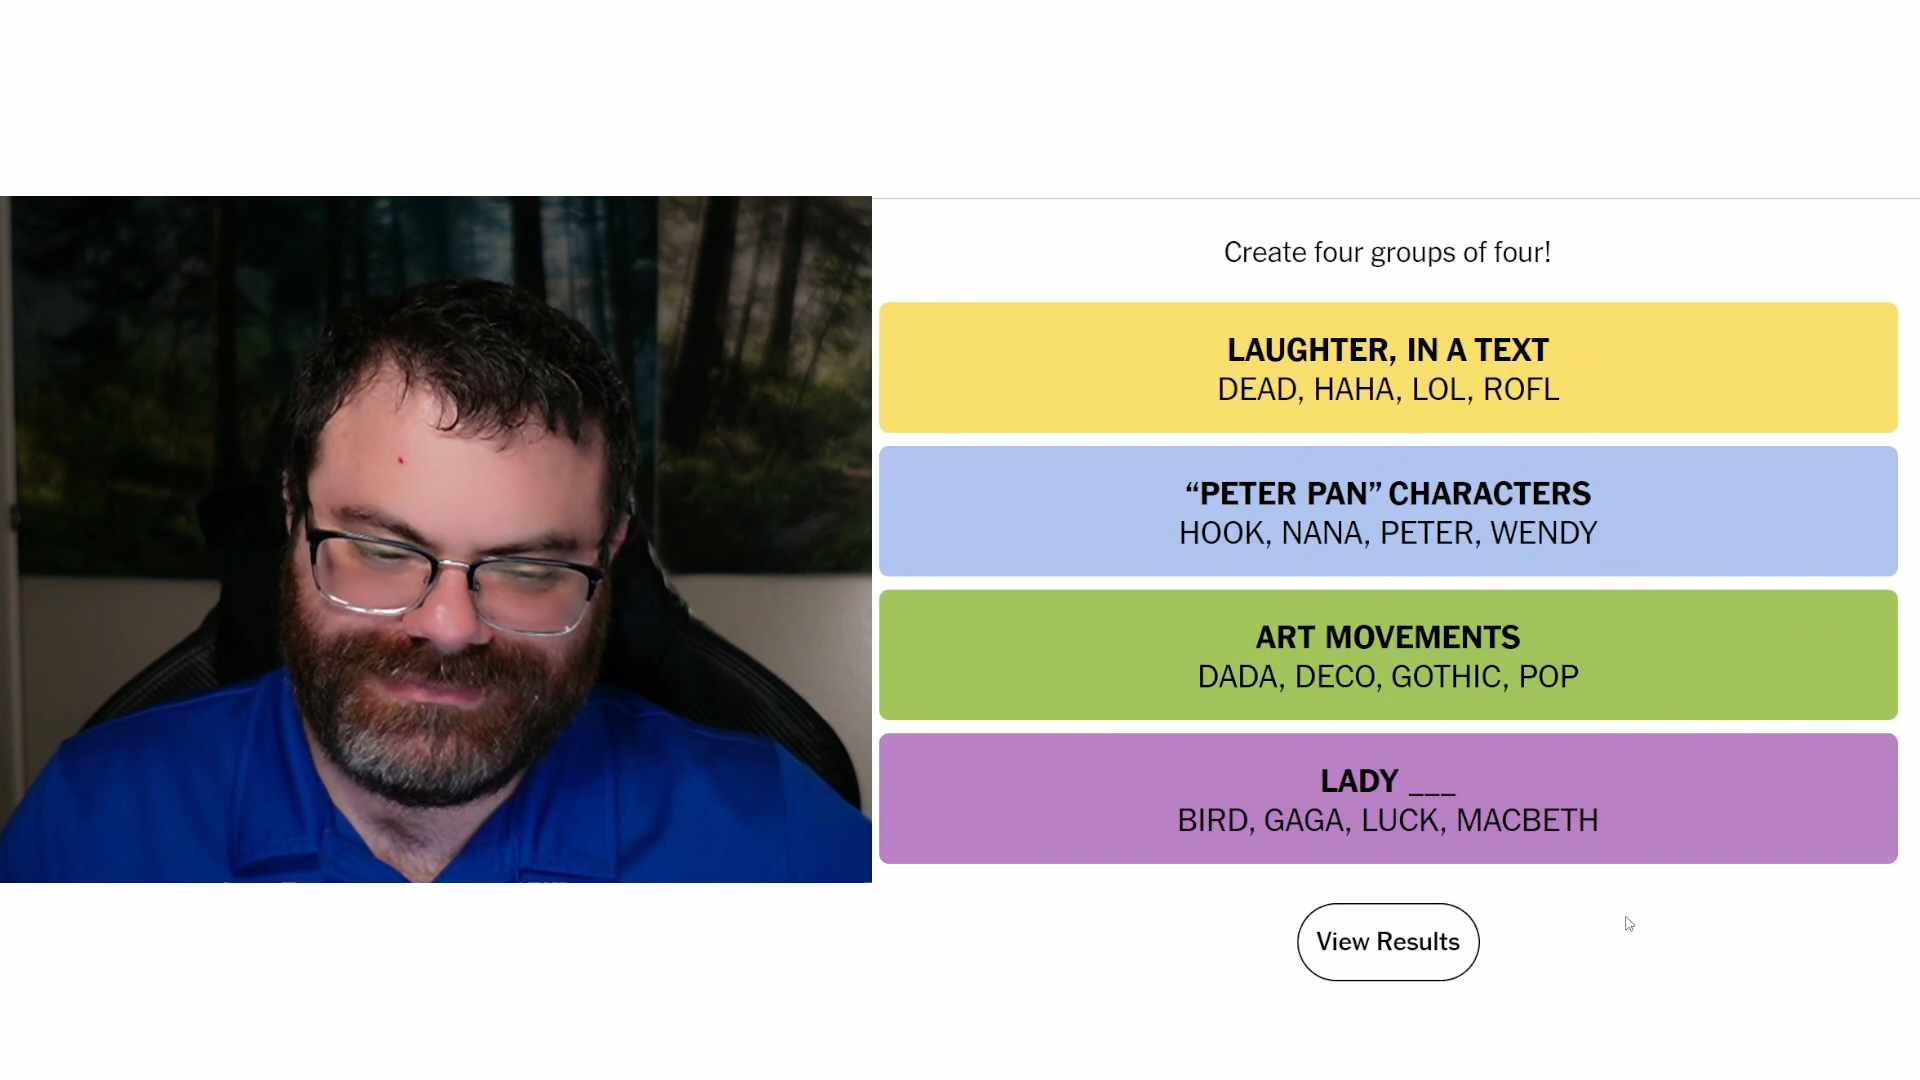 Create four groups of four!
LAUGHTER, IN A TEXT
DEAD, HAHA, LOL, ROFL
“PETER PAN” CHARACTERS
HOOK, NANA, PETER, WENDY
ART MOVEMENTS
DADA, DECO, GOTHIC, POP
LADY ___
BIRD, GAGA, LUCK, MACBETH
View Results